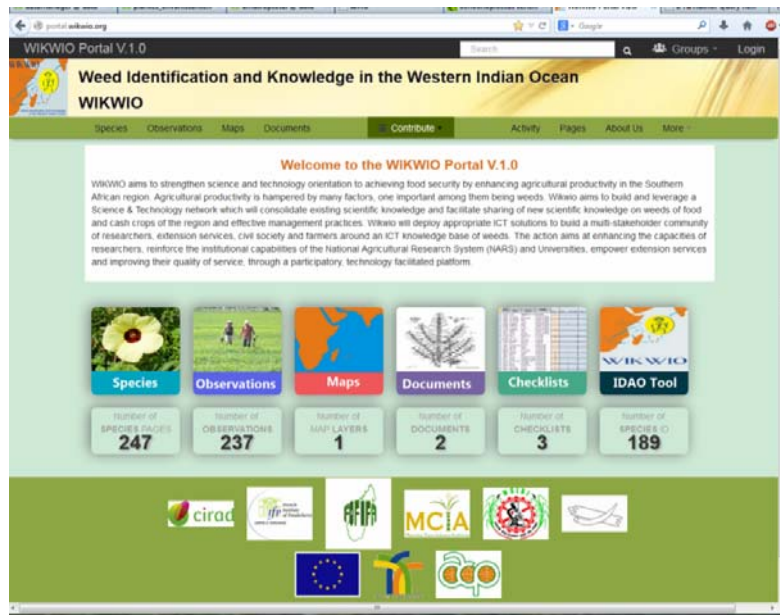 portal.wikwio.org
Google
WIKWIO Portal V.1.0
Search
Groups
Login
Weed Identification and Knowledge in the Western Indian Ocean
WIKWIO
Species Observations Maps Documents Contribute Activity Pages About Us More
Welcome to the WIKWIO Portal V.1.0
WIKWIO aims to strengthen science and technology orientation to achieving food security by enhancing agricultural productivity in the Southern
African region. Agricultural productivity is hampered by many factors, one important among them being weeds. Wikwio aims to build and leverage a
Science & Technology network which will consolidate existing scientific knowledge and facilitate sharing of new scientific knowledge on weeds of food
and cash crops of the region and effective management practices. Wikwio will deploy appropriate ICT solutions to build a multi-stakeholder community
of researchers, extension services, civil society and farmers around an ICT knowledge base of weeds. The action aims at enhancing the capacities of
researchers, reinforce the institutional capabilities of the National Agricultural Research System (NARS) and Universities, empower extension services
and improving their quality of service, through a participatory, technology facilitated platform.
WIKWIO
Species Observations Maps Documents Checklists IDAO Tool
Number of Number of Number of Number of Number of Number of
SPECIES PAGES OBSERVATIONS MAP LAYERS DOCUMENTS CHECKLISTS SPECIES ID
247 237 1 2 3 189
cirad
ifp
FIFA
MCIA
acp